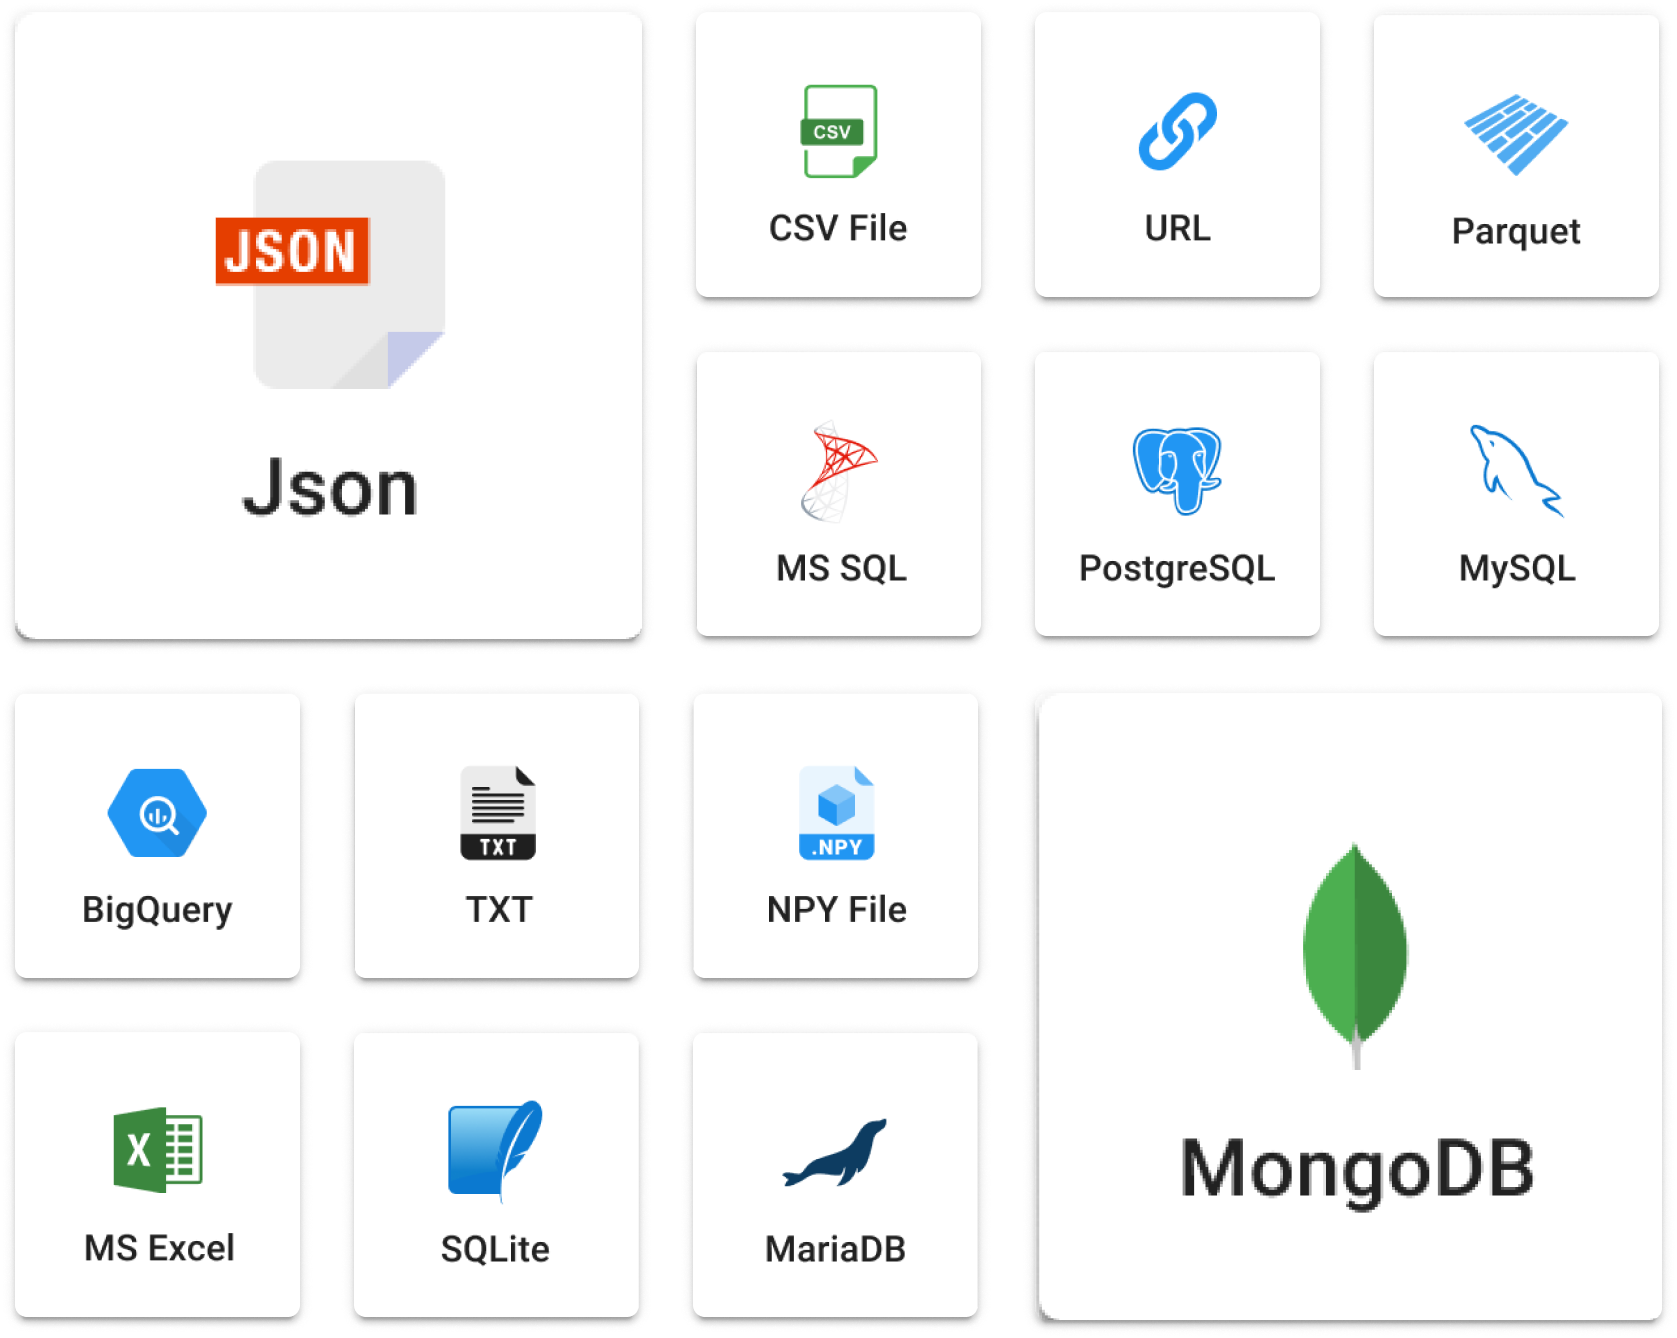 JSON
Json
CSV
CSV File
URL
Parquet
MS SQL
PostgreSQL
MySQL
BigQuery
TXT
TXT
.NPY
NPY File
MongoDB
X
MS Excel
SQLite
MariaDB